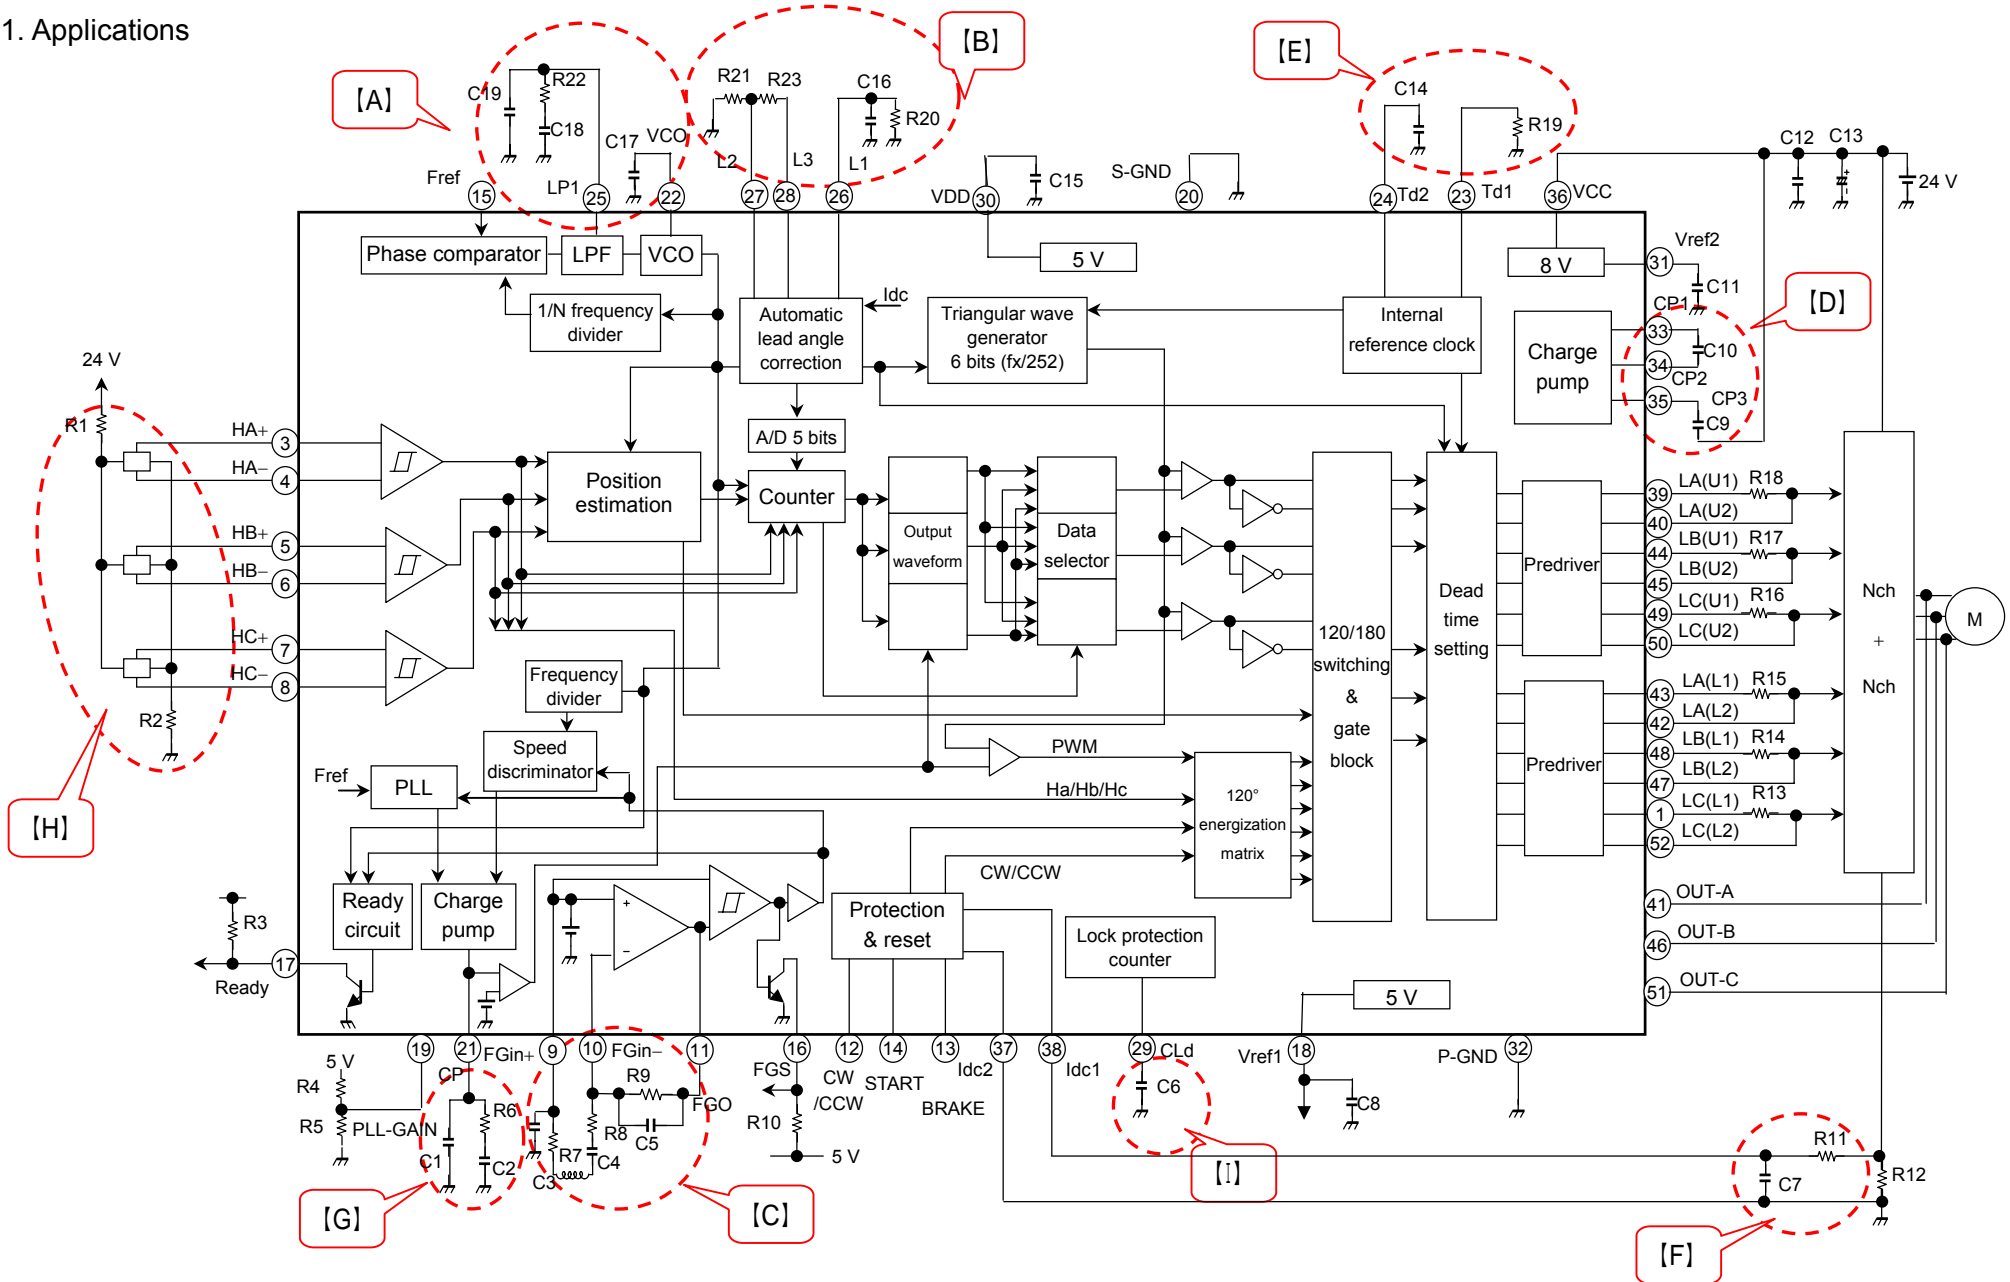 1. Applications
【A】
【B】
【E】
C19
R22
C18
C17
VCO
R21
R23
C16
R20
L2
L3
L1
C14
R19
C12
C13
24 V
Fref
15
LP1
25
22
27
28
26
VDD
30
C15
S-GND
20
24
Td2
23
Td1
36
VCC
Phase comparator
LPF
VCO
5 V
8 V
31
Vref2
C11
【D】
1/N frequency
divider
Automatic
lead angle
correction
Idc
Triangular wave
generator
6 bits (fx/252)
Internal
reference clock
Charge
pump
CP1
33
C10
34
CP2
35
CP3
C9
24 V
R1
HA+
3
HA−
4
HB+
5
HB−
6
HC+
7
HC−
8
R2
【H】
Position
estimation
A/D 5 bits
Counter
Output
waveform
Data
selector
120/180
switching
&
gate
block
Dead
time
setting
Predriver
Predriver
39
LA(U1)
R18
40
LA(U2)
44
LB(U1)
R17
45
LB(U2)
49
LC(U1)
R16
50
LC(U2)
43
LA(L1)
R15
42
LA(L2)
48
LB(L1)
R14
47
LB(L2)
1
LC(L1)
R13
52
LC(L2)
Nch
+
Nch
M
Frequency
divider
Speed
discriminator
Fref
PLL
PWM
Ha/Hb/Hc
120°
energization
matrix
CW/CCW
Ready
circuit
Charge
pump
+
−
Protection
& reset
Lock protection
counter
5 V
R3
17
Ready
41
OUT-A
46
OUT-B
51
OUT-C
19
21
FGin+
9
10
FGin−
11
16
12
14
13
37
38
29
CLd
Vref1
18
P-GND
32
5 V
R4
R5
PLL-GAIN
CP
R6
C1
C2
【G】
C3
R7
R8
C4
R9
C5
FGO
【C】
FGS
R10
5 V
CW
/CCW
START
BRAKE
Idc2
Idc1
C6
【I】
C8
R11
C7
R12
【F】